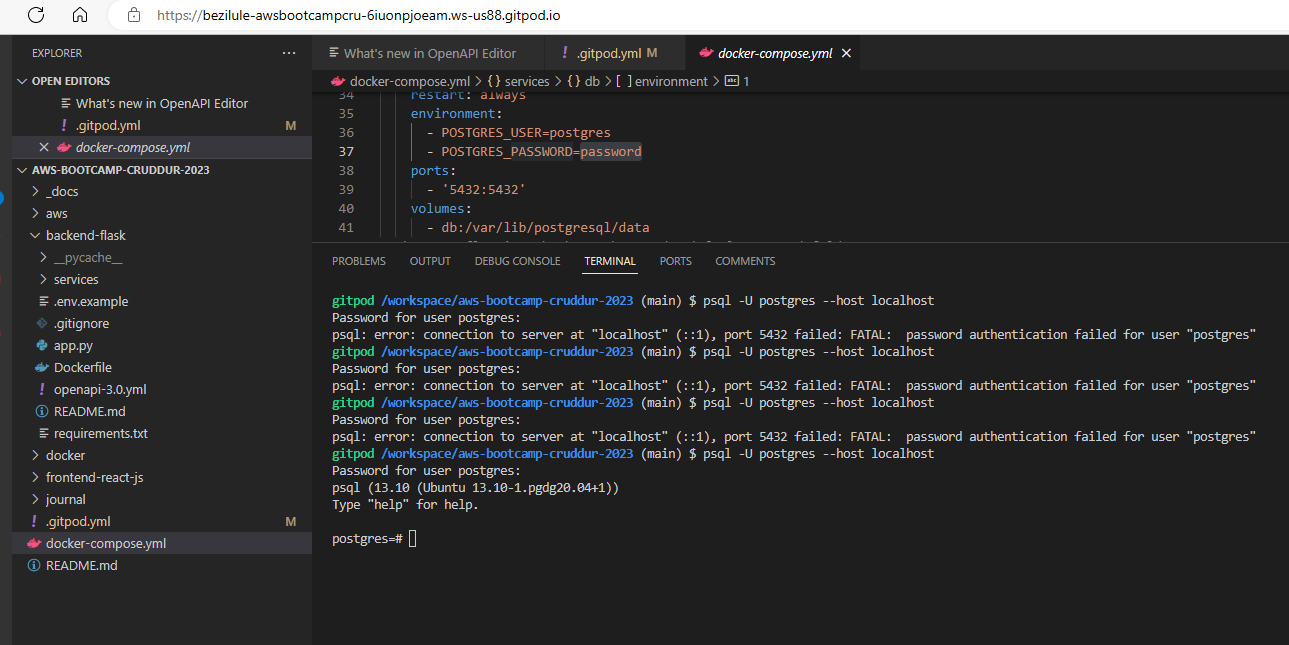 https://bezilule-awsbootcampcru-6iuonpjoeam.ws-us88.gitpod.io
EXPLORER
OPEN EDITORS
What's new in OpenAPI Editor
.gitpod.yml M
docker-compose.yml
AWS-BOOTCAMP-CRUDDUR-2023
_docs
aws
backend-flask
__pycache__
services
.env.example
.gitignore
app.py
Dockerfile
openapi-3.0.yml
README.md
requirements.txt
docker
frontend-react-js
journal
.gitpod.yml M
docker-compose.yml
README.md
What's new in OpenAPI Editor ! .gitpod.yml M docker-compose.yml
docker-compose.yml > {} services > {} db > [ ] environment > abc 1
34 restart: always
35 environment:
36 - POSTGRES_USER=postgres
37 - POSTGRES_PASSWORD=password
38 ports:
39 - '5432:5432'
40 volumes:
41 - db:/var/lib/postgresql/data
PROBLEMS OUTPUT DEBUG CONSOLE TERMINAL PORTS COMMENTS
gitpod /workspace/aws-bootcamp-cruddur-2023 (main) $ psql -U postgres --host localhost
Password for user postgres:
psql: error: connection to server at "localhost" (::1), port 5432 failed: FATAL:  password authentication failed for user "postgres"
gitpod /workspace/aws-bootcamp-cruddur-2023 (main) $ psql -U postgres --host localhost
Password for user postgres:
psql: error: connection to server at "localhost" (::1), port 5432 failed: FATAL:  password authentication failed for user "postgres"
gitpod /workspace/aws-bootcamp-cruddur-2023 (main) $ psql -U postgres --host localhost
Password for user postgres:
psql: error: connection to server at "localhost" (::1), port 5432 failed: FATAL:  password authentication failed for user "postgres"
gitpod /workspace/aws-bootcamp-cruddur-2023 (main) $ psql -U postgres --host localhost
Password for user postgres:
psql (13.10 (Ubuntu 13.10-1.pgdg20.04+1))
Type "help" for help.
postgres=#